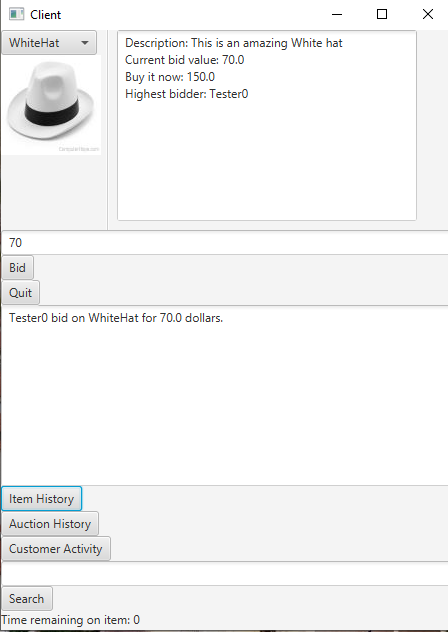 Client
WhiteHat
Description: This is an amazing White hat
Current bid value: 70.0
Buy it now: 150.0
Highest bidder: Tester0
70
Bid
Quit
Tester0 bid on WhiteHat for 70.0 dollars.
Item History
Auction History
Customer Activity
Search
Time remaining on item: 0